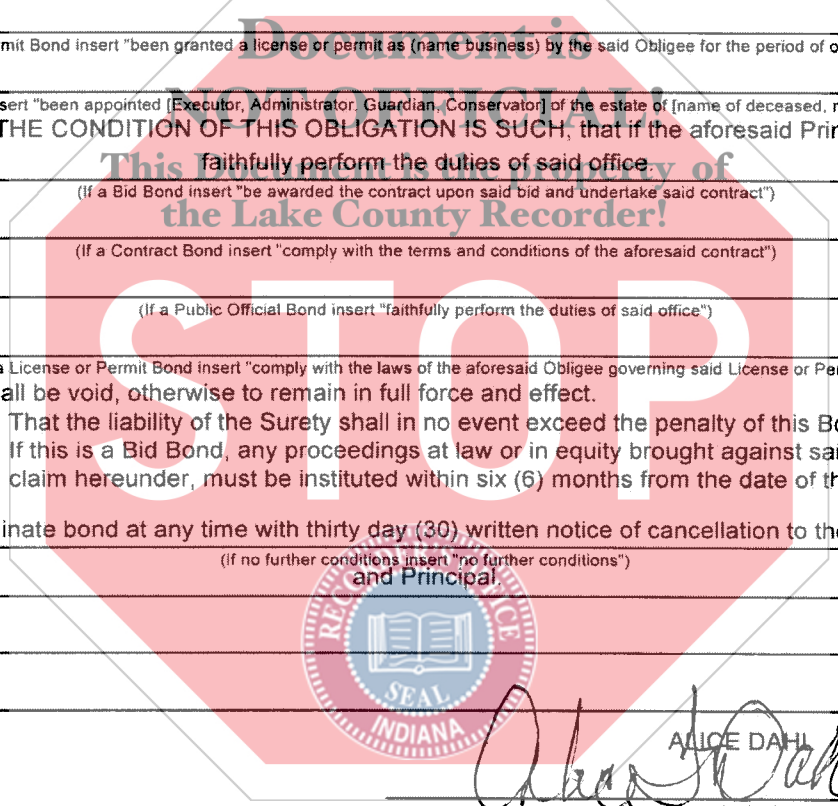 Document is
mit Bond insert "been granted a license or permit as (name business) by the said Obligee for the period of o
NOT OFFICIAL!
sert "been appointed [Executor, Administrator, Guardian, Conservator] of the estate of [name of deceased,
THE CONDITION OF THIS OBLIGATION IS SUCH, that if the aforesaid Prin
This Document is the property of
faithfully perform the duties of said office
(If a Bid Bond insert "be awarded the contract upon said bid and undertake said contract")
the Lake County Recorder!
(If a Contract Bond insert "comply with the terms and conditions of the aforesaid contract")
STOP
(If a Public Official Bond insert "faithfully perform the duties of said office")
a License or Permit Bond insert "comply with the laws of the aforesaid Obligee governing said License or Per
all be void, otherwise to remain in full force and effect.
That the liability of the Surety shall in no event exceed the penalty of this Bo
If this is a Bid Bond, any proceedings at law or in equity brought against sai
claim hereunder, must be instituted within six (6) months from the date of th
inate bond at any time with thirty day (30) written notice of cancellation to the
(if no further conditions insert "no further conditions")
and Principal.
RECORDER'S OFFICE
SEAL
INDIANA
ALICE DAHL